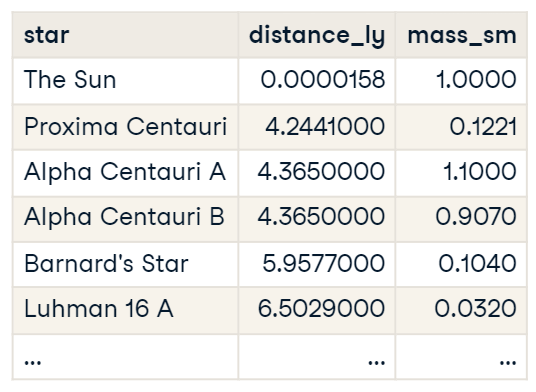 star distance_ly mass_sm
The Sun 0.0000158 1.0000
Proxima Centauri 4.2441000 0.1221
Alpha Centauri A 4.3650000 1.1000
Alpha Centauri B 4.3650000 0.9070
Barnard's Star 5.9577000 0.1040
Luhman 16 A 6.5029000 0.0320
... ... ...